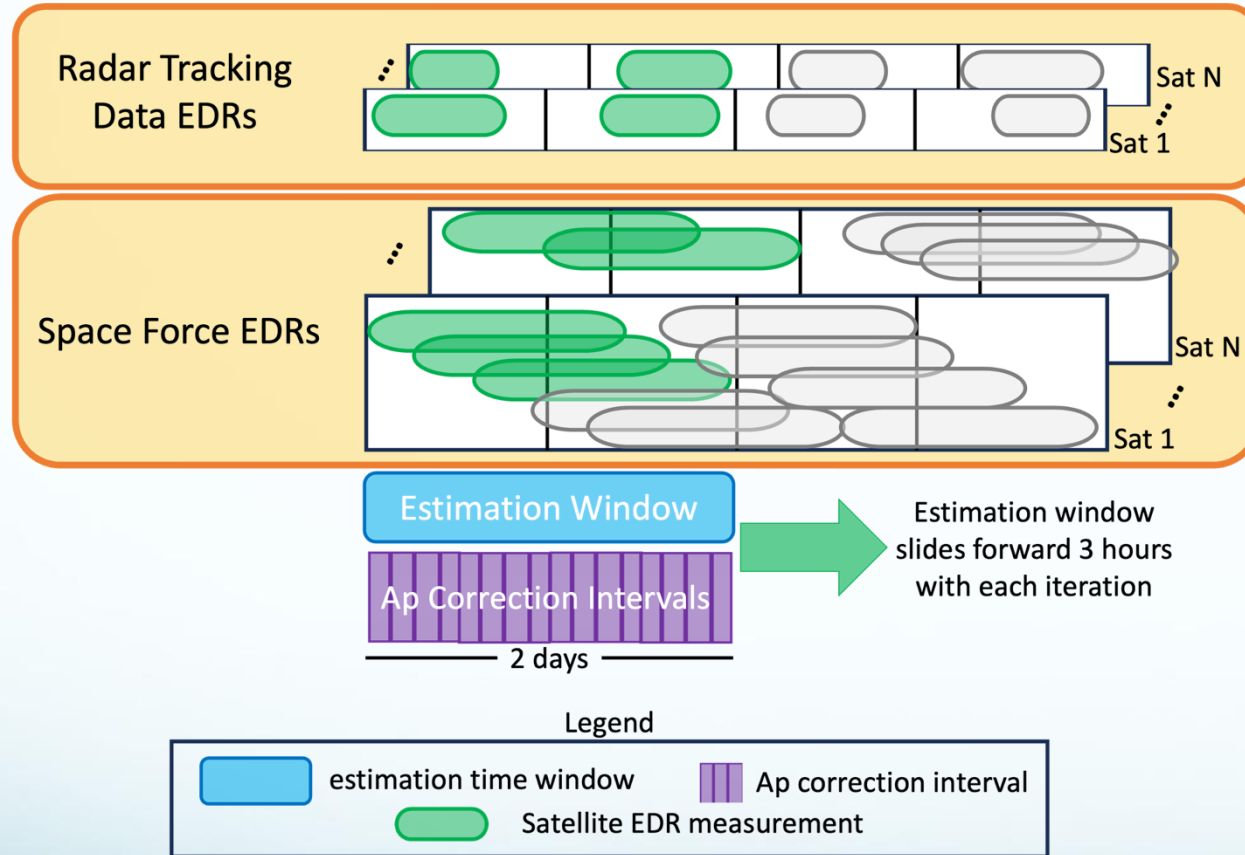 Radar Tracking
Data EDRs
Sat N
Sat 1
Space Force EDRs
Sat N
Sat 1
Estimation Window
Ap Correction Intervals
2 days
Estimation window
slides forward 3 hours
with each iteration
Legend
estimation time window
Ap correction interval
Satellite EDR measurement